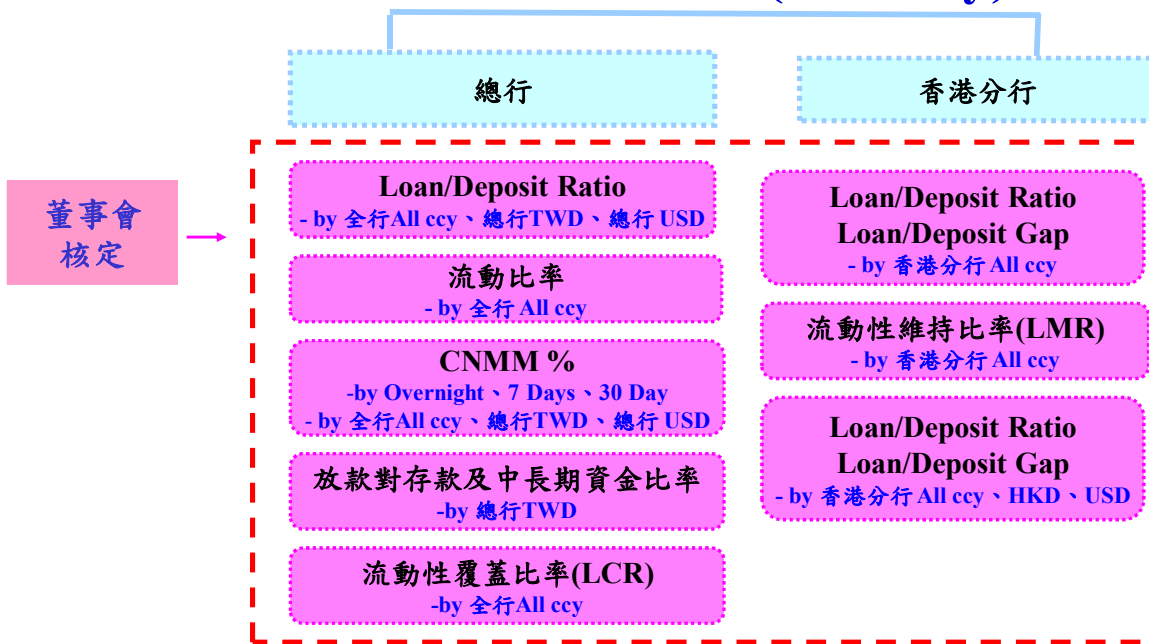 總行
香港分行
董事會
核定
Loan/Deposit Ratio
- by 全行All ccy、總行TWD、總行 USD
流動比率
- by 全行 All ccy
CNMM %
-by Overnight、7 Days、30 Day
- by 全行All ccy、總行TWD、總行 USD
放款對存款及中長期資金比率
-by 總行TWD
流動性覆蓋比率(LCR)
-by 全行All ccy
Loan/Deposit Ratio
Loan/Deposit Gap
- by 香港分行 All ccy
流動性維持比率(LMR)
- by 香港分行 All ccy
Loan/Deposit Ratio
Loan/Deposit Gap
- by 香港分行 All ccy、HKD、USD